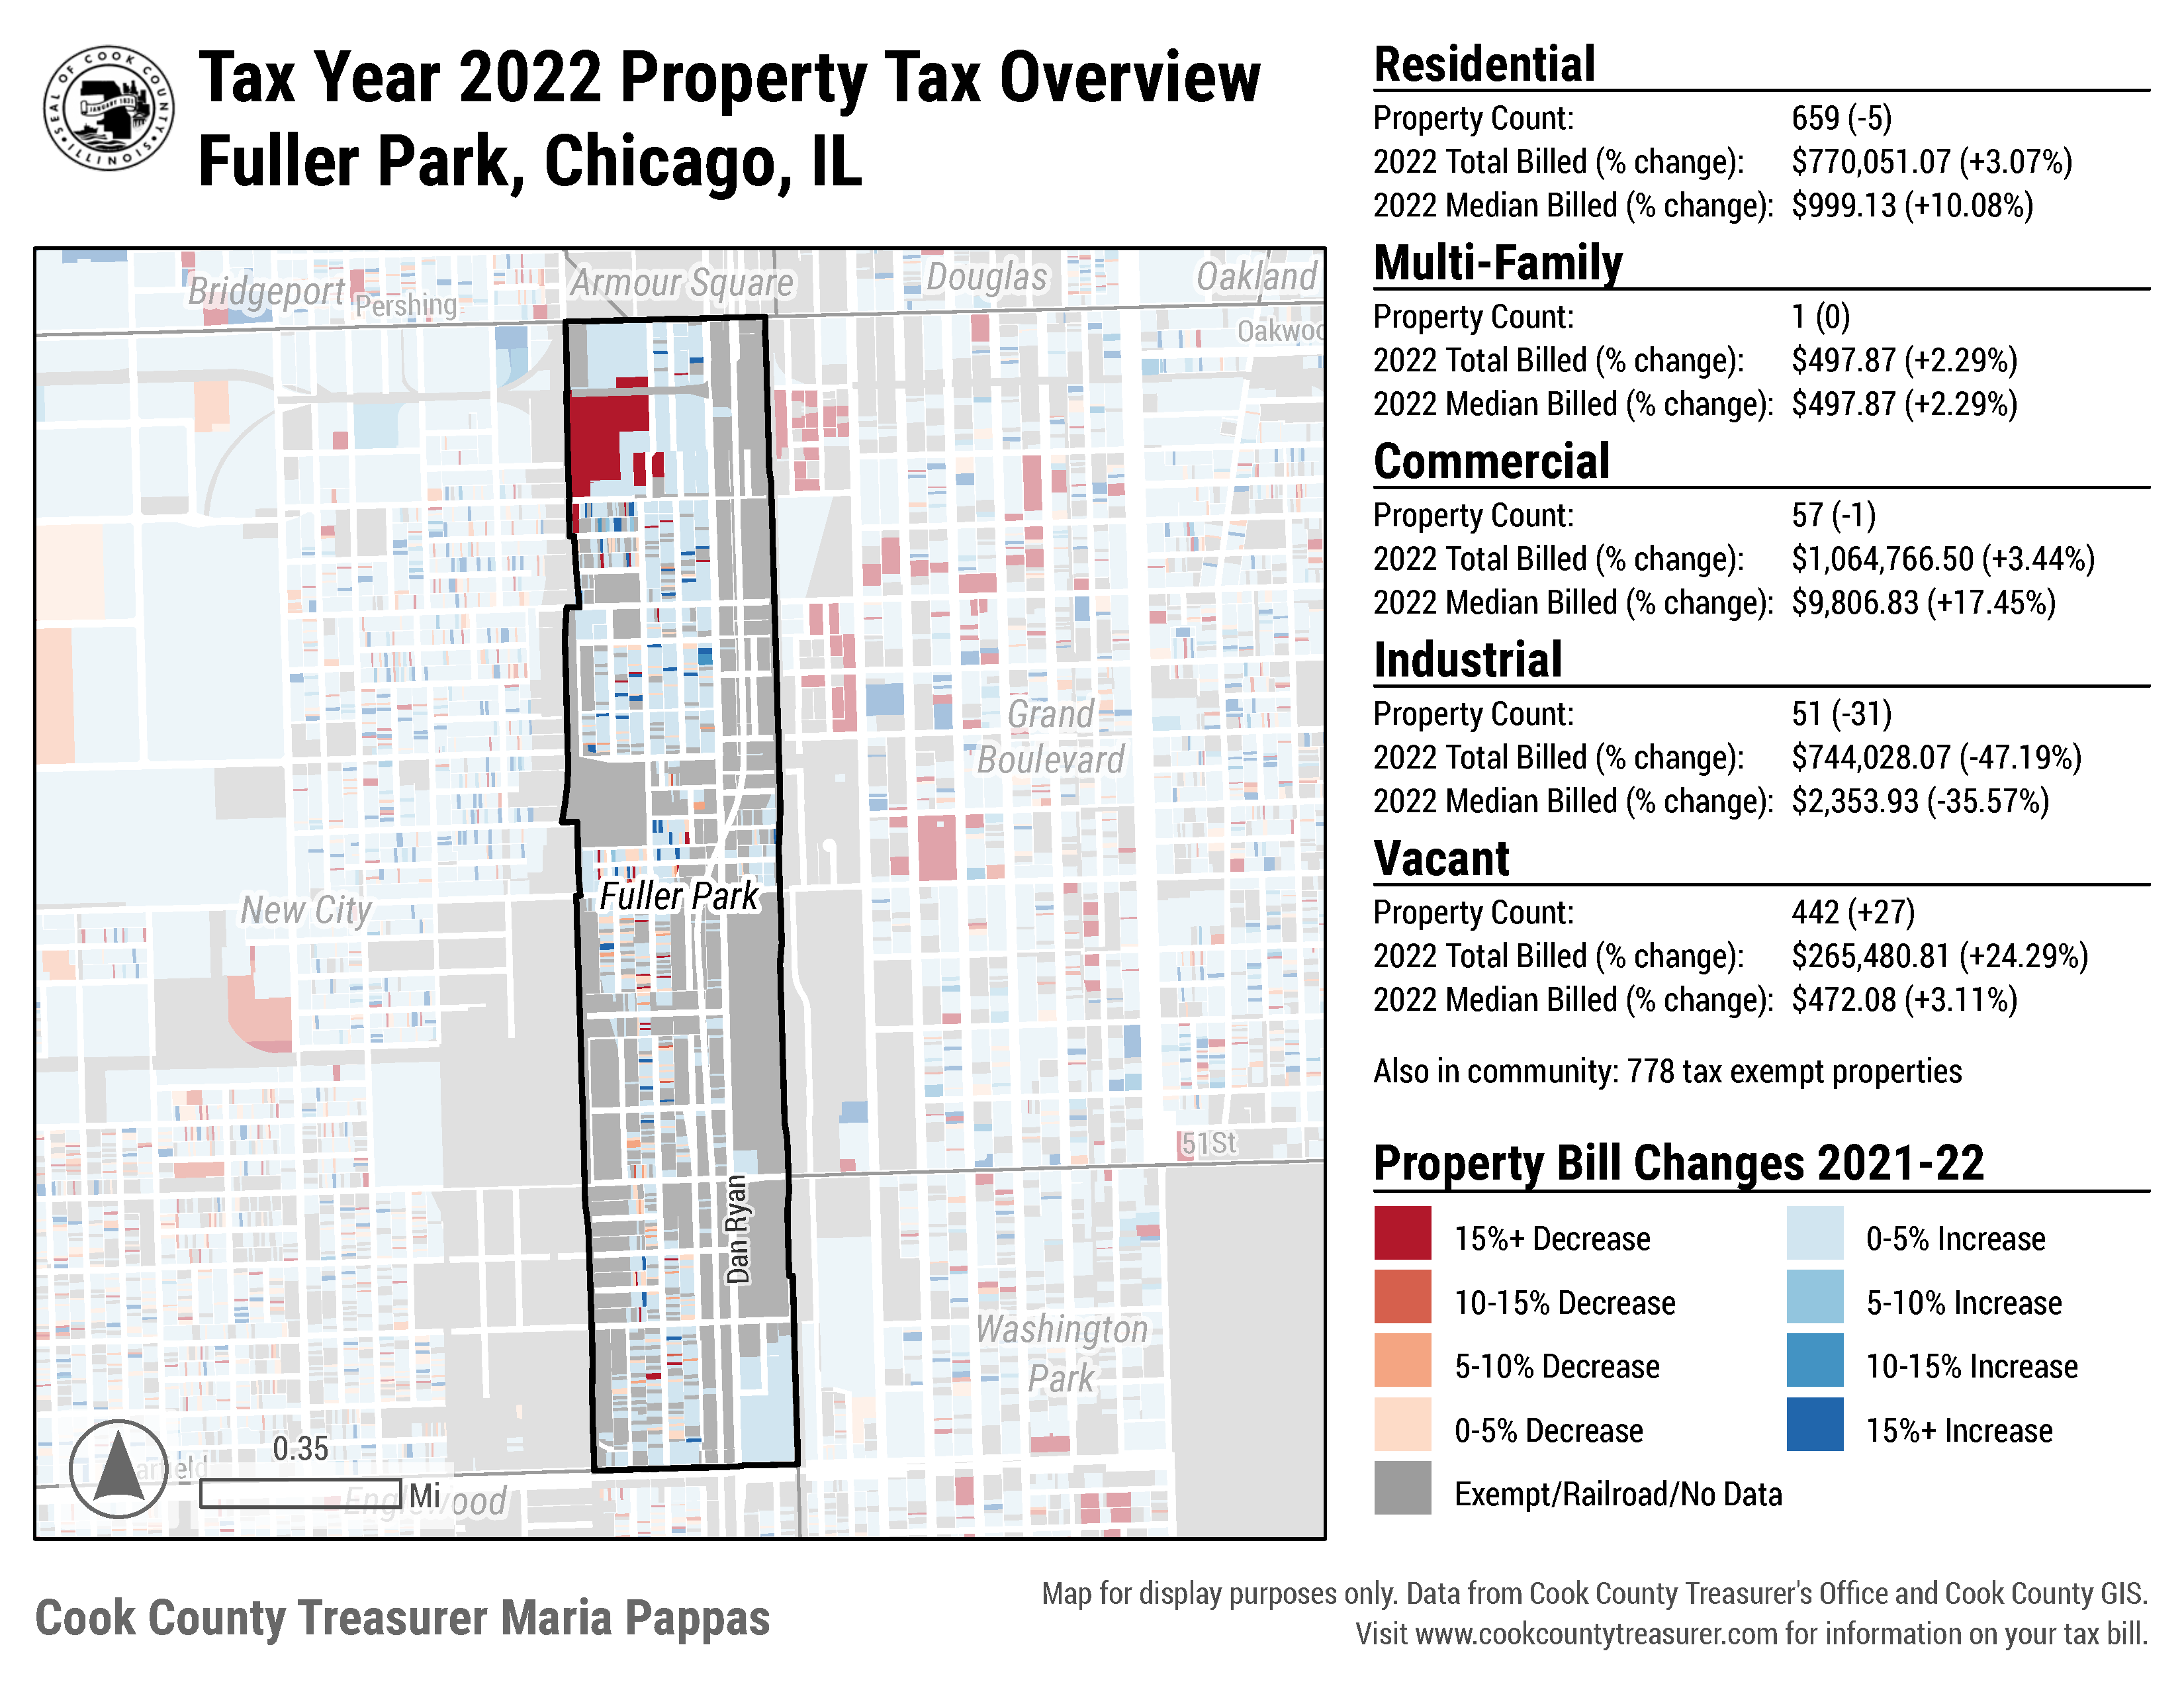 SEAL OF COOK COUNTY
ILLINOIS
JANUARY 1831
Tax Year 2022 Property Tax Overview
Fuller Park, Chicago, IL
Bridgeport
Pershing
Armour Square
Douglas
Oakland
Oakwoo
Grand
Boulevard
New City
Fuller Park
51St
Dan Ryan
Washington
Park
0.35
Mi
Residential
Property Count: 659 (-5)
2022 Total Billed (% change): $770,051.07 (+3.07%)
2022 Median Billed (% change): $999.13 (+10.08%)
Multi-Family
Property Count: 1 (0)
2022 Total Billed (% change): $497.87 (+2.29%)
2022 Median Billed (% change): $497.87 (+2.29%)
Commercial
Property Count: 57 (-1)
2022 Total Billed (% change): $1,064,766.50 (+3.44%)
2022 Median Billed (% change): $9,806.83 (+17.45%)
Industrial
Property Count: 51 (-31)
2022 Total Billed (% change): $744,028.07 (-47.19%)
2022 Median Billed (% change): $2,353.93 (-35.57%)
Vacant
Property Count: 442 (+27)
2022 Total Billed (% change): $265,480.81 (+24.29%)
2022 Median Billed (% change): $472.08 (+3.11%)
Also in community: 778 tax exempt properties
Property Bill Changes 2021-22
15%+ Decrease
0-5% Increase
10-15% Decrease
5-10% Increase
5-10% Decrease
10-15% Increase
0-5% Decrease
15%+ Increase
Exempt/Railroad/No Data
Cook County Treasurer Maria Pappas
Map for display purposes only. Data from Cook County Treasurer's Office and Cook County GIS.
Visit www.cookcountytreasurer.com for information on your tax bill.